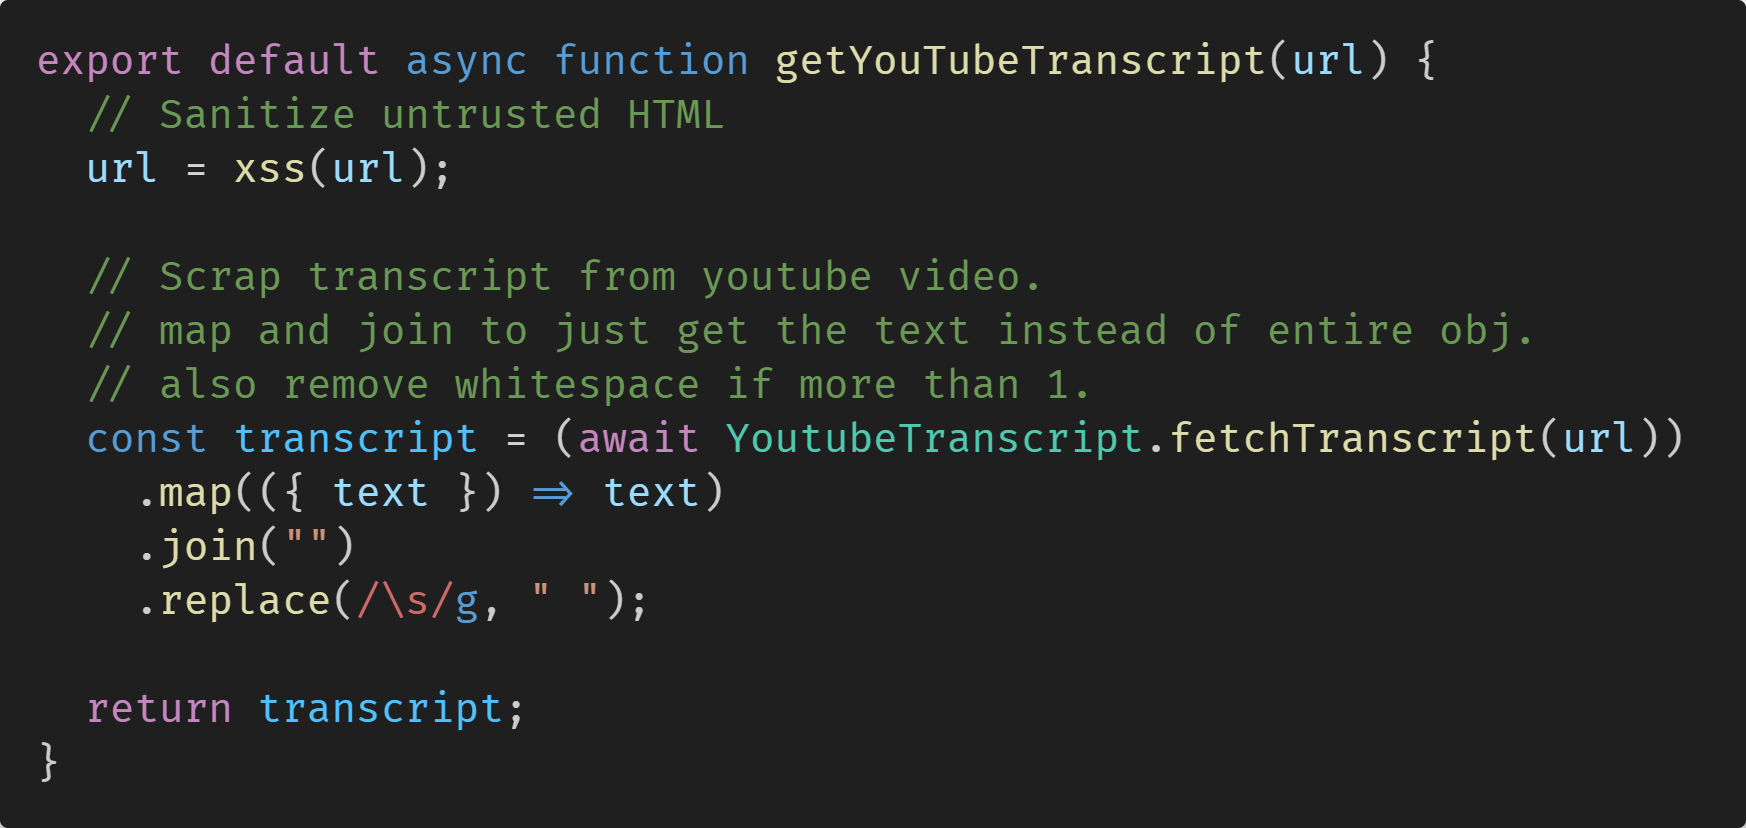 export default async function getYouTubeTranscript(url) {
  // Sanitize untrusted HTML
  url = xss(url);

  // Scrap transcript from youtube video.
  // map and join to just get the text instead of entire obj.
  // also remove whitespace if more than 1.
  const transcript = (await YoutubeTranscript.fetchTranscript(url))
    .map(({ text }) => text)
    .join("")
    .replace(/\s/g, " ");

  return transcript;
}